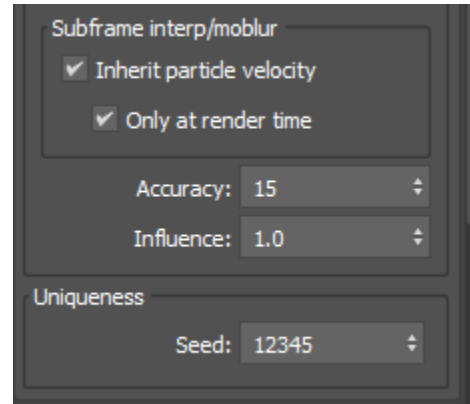 Subframe interp/moblur
Inherit particle velocity
Only at render time
Accuracy: 15
Influence: 1.0
Uniqueness
Seed: 12345